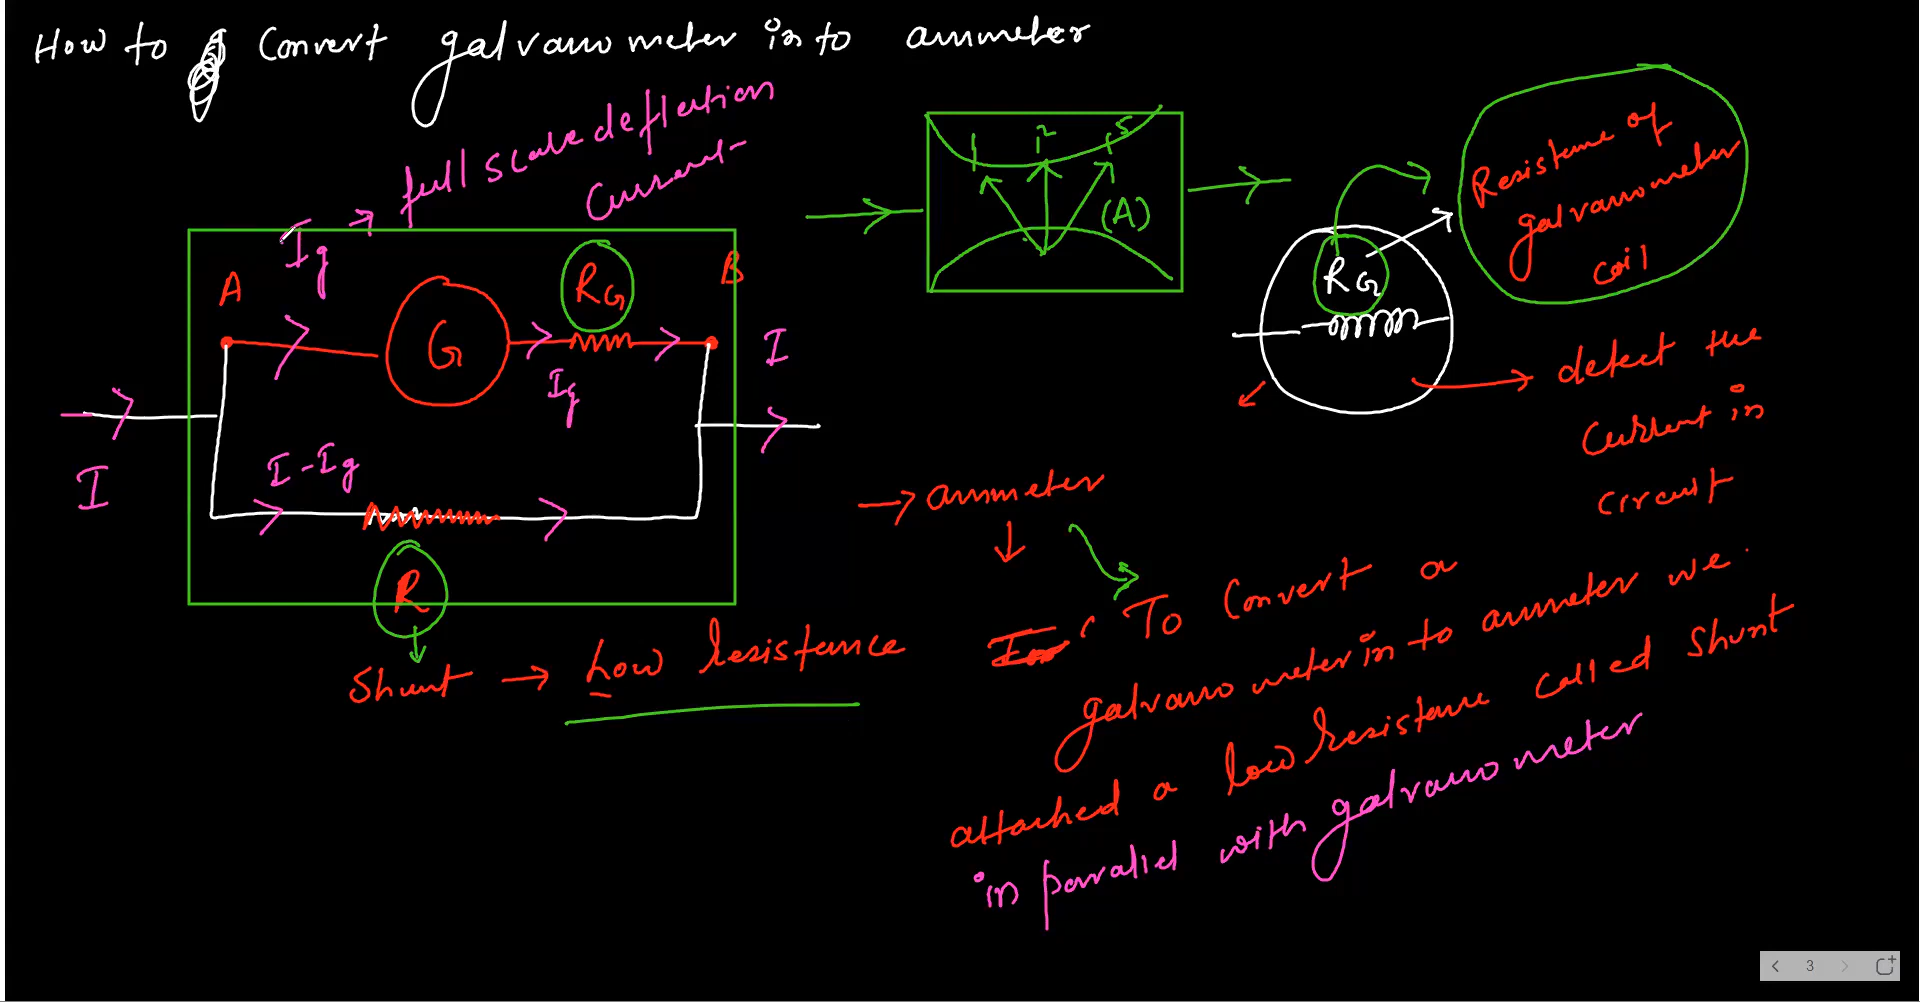 How to convert galvanometer in to ammeter
full scale deflection
current
Ig
A
B
G
RG
Ig
I
I
I-Ig
R
Shunt → Low Resistance
1 2 5
(A)
RG
Resistance of
galvanometer
coil
detect the
current in
circuit
→ ammeter
To convert a
galvanometer in to ammeter we
attached a low Resistance called shunt
in parallel with galvanometer
3